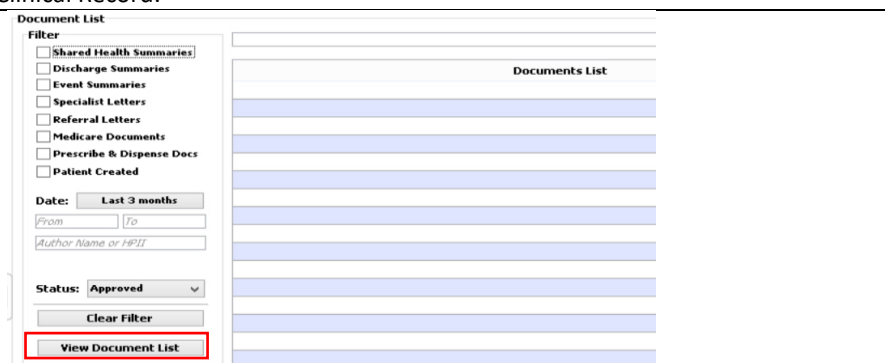 Clinical Record.
Document List
Filter
Shared Health Summaries
Discharge Summaries
Event Summaries
Specialist Letters
Referral Letters
Medicare Documents
Prescribe & Dispense Docs
Patient Created
Date: Last 3 months
From To
Author Name or HPII
Status: Approved
Clear Filter
View Document List
Documents List